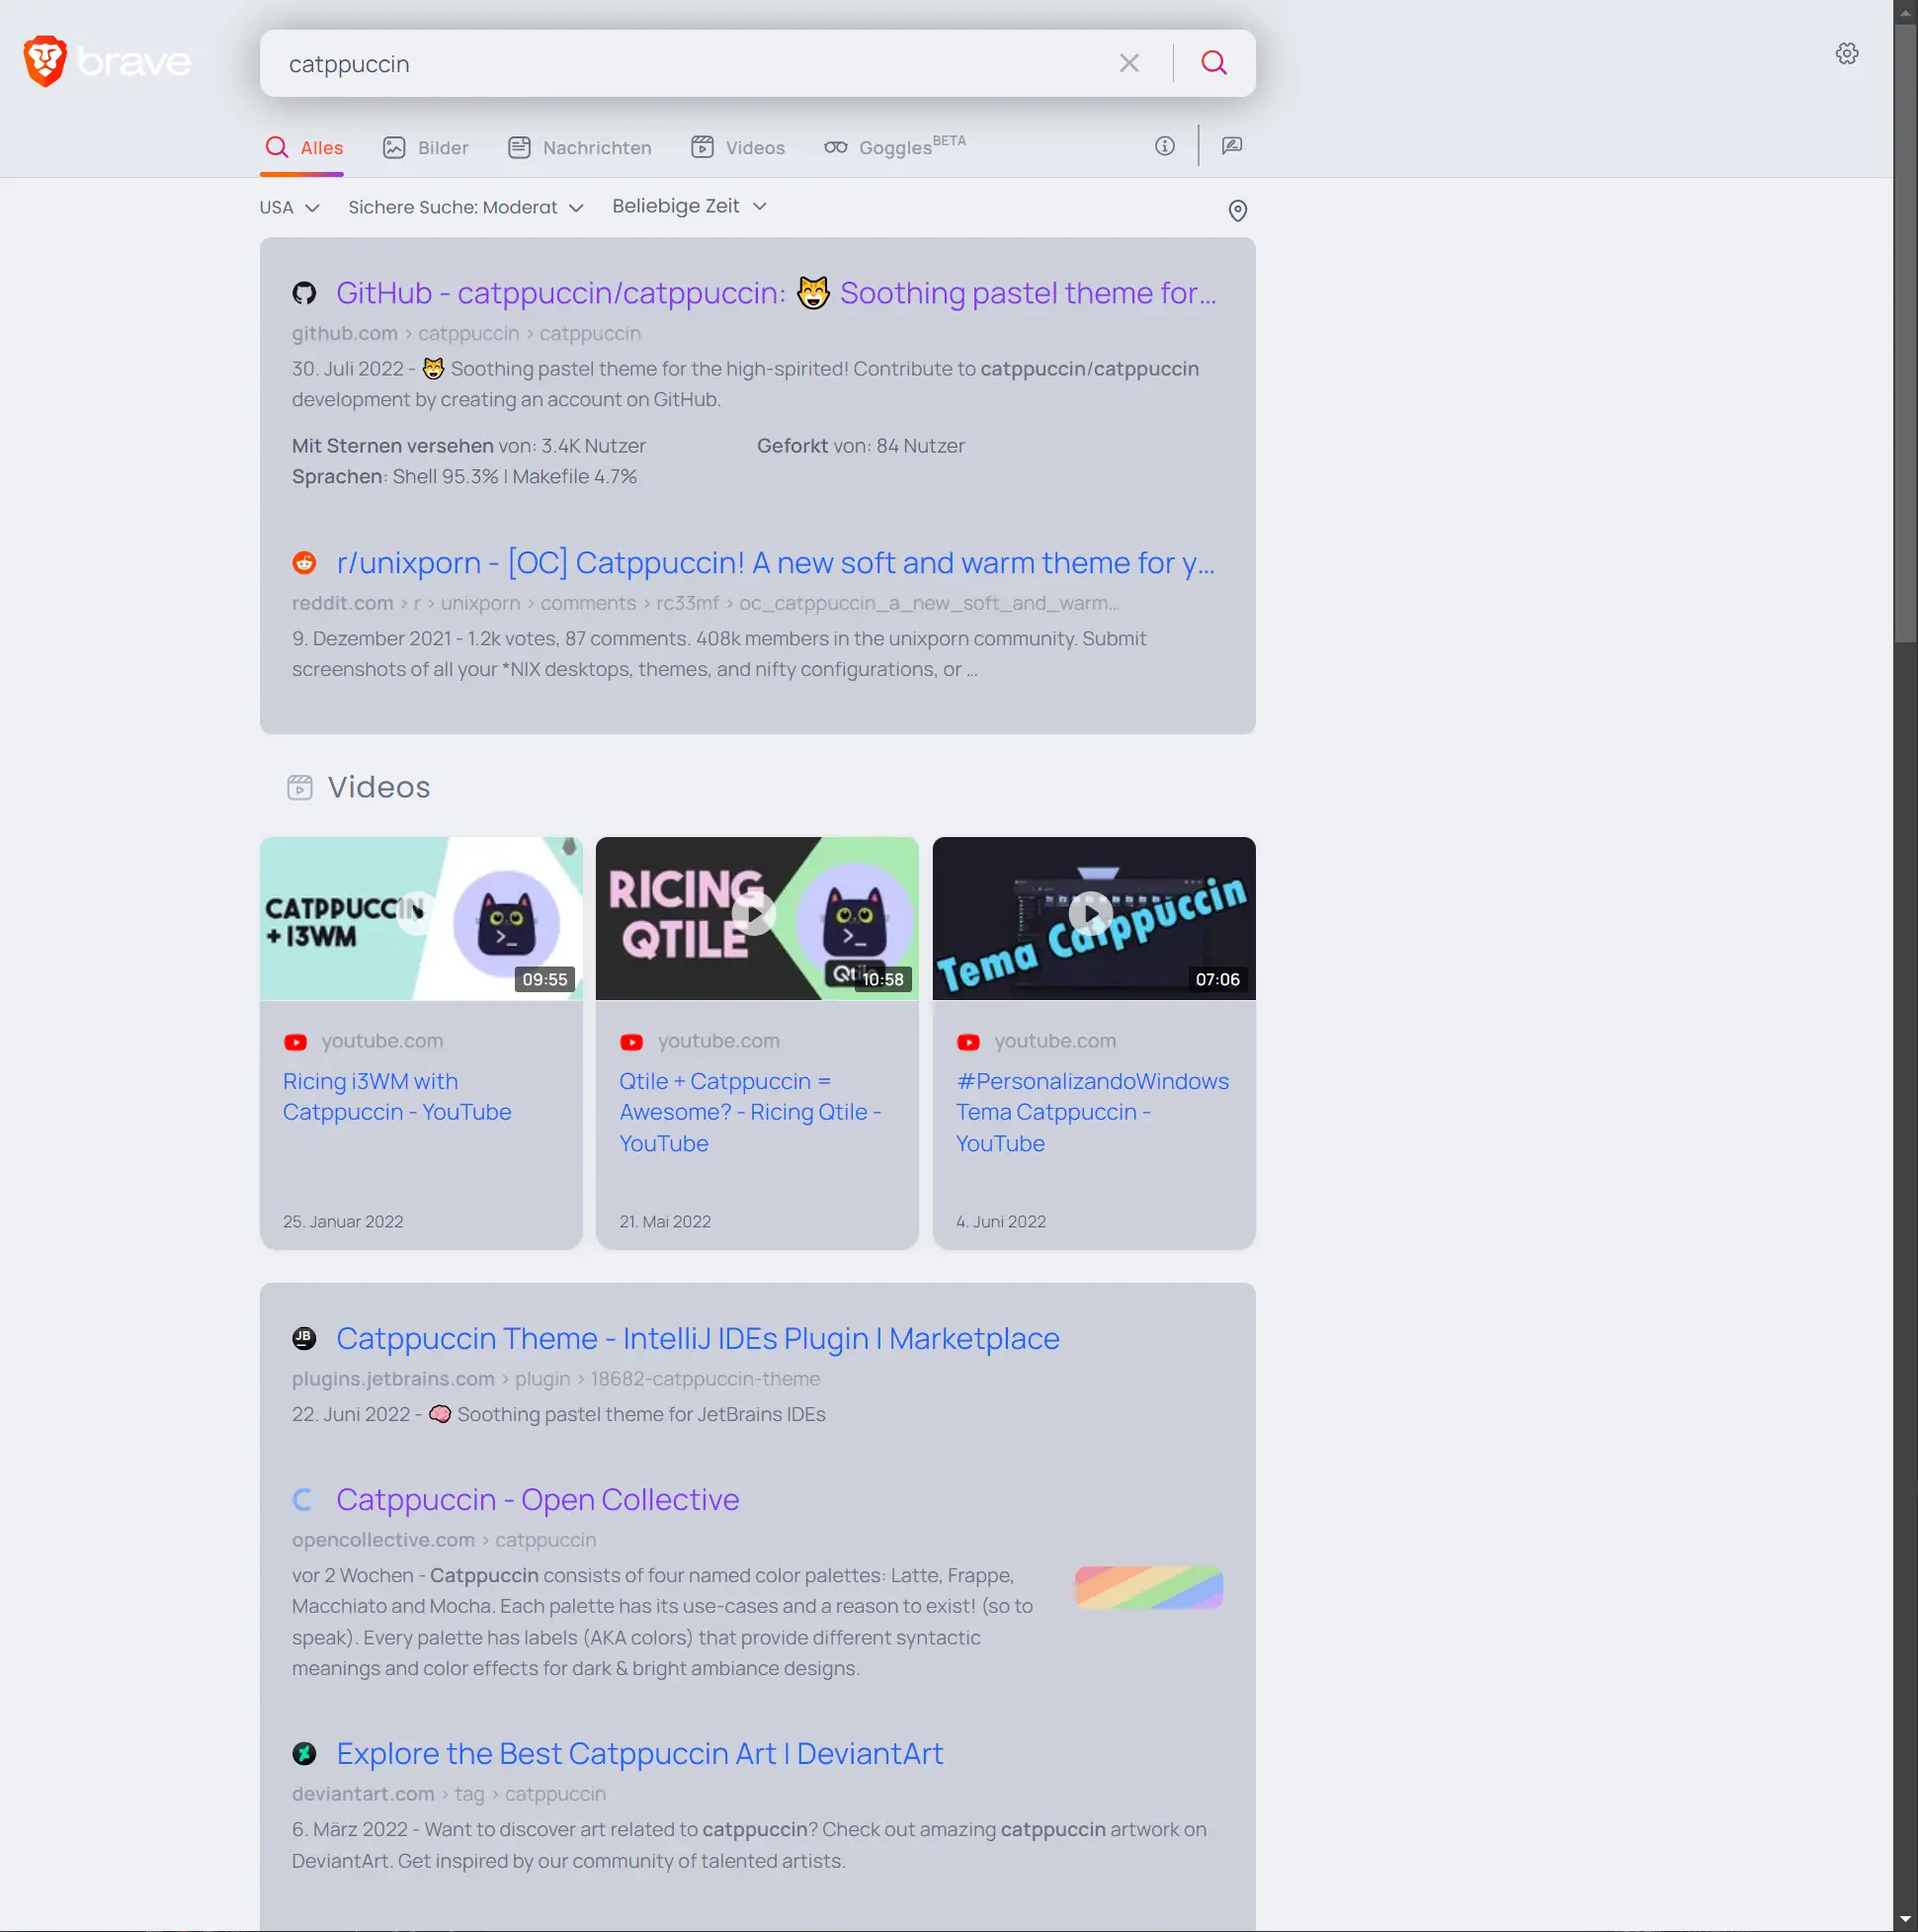 brave
catppuccin
Alles
Bilder
Nachrichten
Videos
Goggles BETA
USA
Sichere Suche: Moderat
Beliebige Zeit
GitHub - catppuccin/catppuccin: 😸 Soothing pastel theme for...
github.com › catppuccin › catppuccin
30. Juli 2022 - 😸 Soothing pastel theme for the high-spirited! Contribute to catppuccin/catppuccin
development by creating an account on GitHub.
Mit Sternen versehen von: 3.4K Nutzer
Geforkt von: 84 Nutzer
Sprachen: Shell 95.3% | Makefile 4.7%
r/unixporn - [OC] Catppuccin! A new soft and warm theme for y...
reddit.com › r › unixporn › comments › rc33mf › oc_catppuccin_a_new_soft_and_warm...
9. Dezember 2021 - 1.2k votes, 87 comments. 408k members in the unixporn community. Submit
screenshots of all your *NIX desktops, themes, and nifty configurations, or ...
Videos
CATPPUCCIN
+ I3WM
09:55
RICING
QTILE
Qtile
10:58
Tema Catppuccin
07:06
youtube.com
Ricing i3WM with
Catppuccin - YouTube
25. Januar 2022
youtube.com
Qtile + Catppuccin =
Awesome? - Ricing Qtile -
YouTube
21. Mai 2022
youtube.com
#PersonalizandoWindows
Tema Catppuccin -
YouTube
4. Juni 2022
JB
Catppuccin Theme - IntelliJ IDEs Plugin | Marketplace
plugins.jetbrains.com › plugin › 18682-catppuccin-theme
22. Juni 2022 - 🧠 Soothing pastel theme for JetBrains IDEs
Catppuccin - Open Collective
opencollective.com › catppuccin
vor 2 Wochen - Catppuccin consists of four named color palettes: Latte, Frappe,
Macchiato and Mocha. Each palette has its use-cases and a reason to exist! (so to
speak). Every palette has labels (AKA colors) that provide different syntactic
meanings and color effects for dark & bright ambiance designs.
Explore the Best Catppuccin Art | DeviantArt
deviantart.com › tag › catppuccin
6. März 2022 - Want to discover art related to catppuccin? Check out amazing catppuccin artwork on
DeviantArt. Get inspired by our community of talented artists.